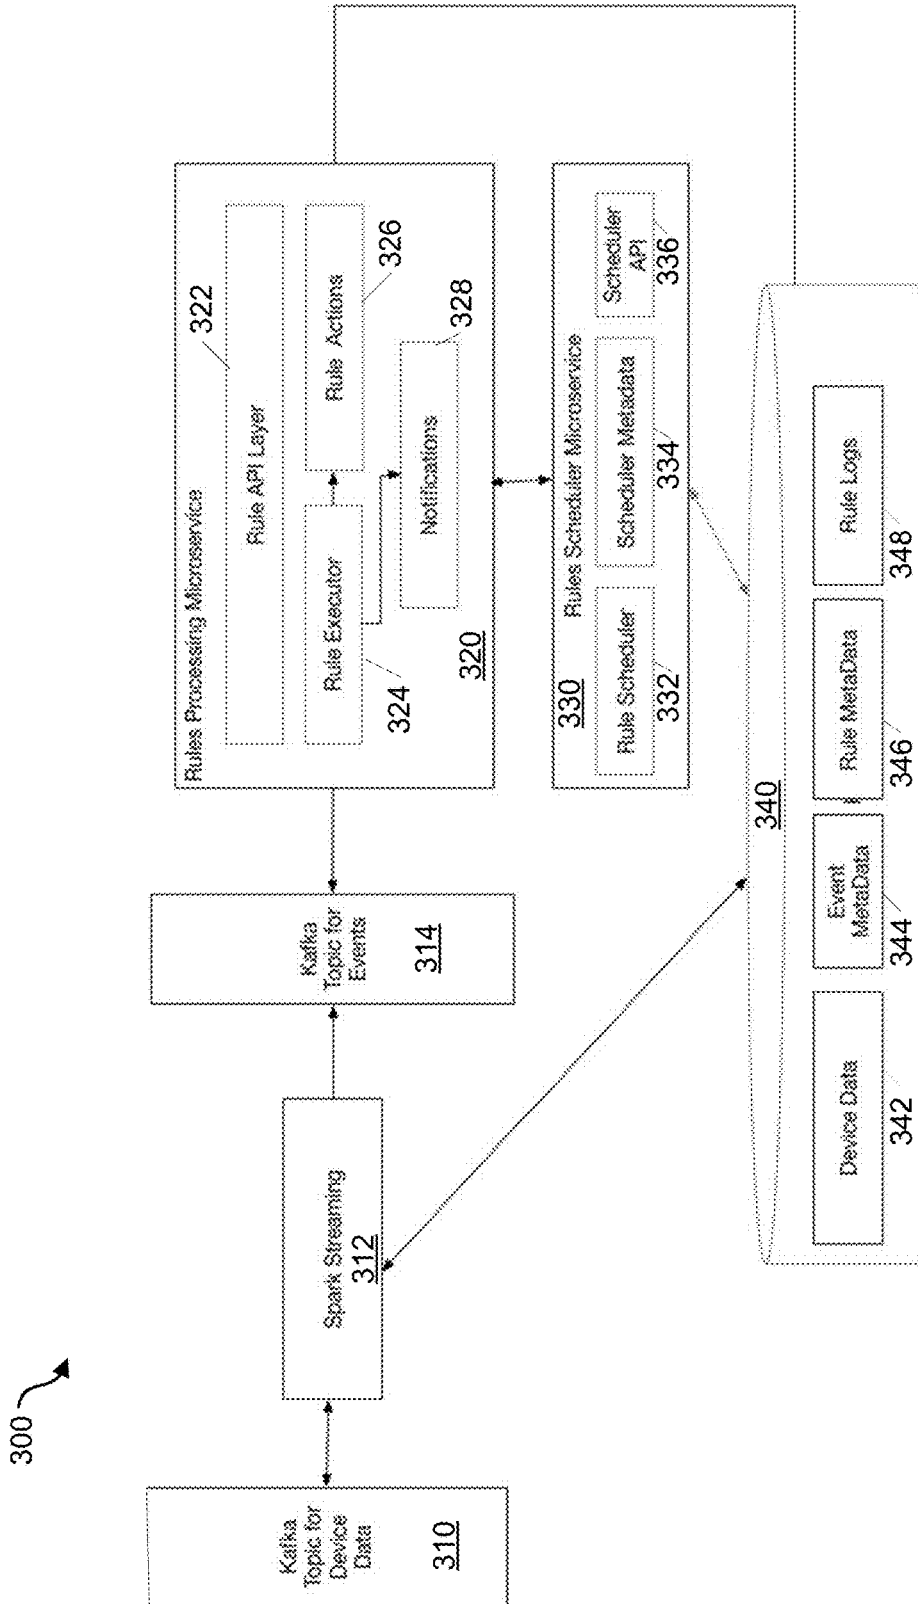 300
Kafka
Topic for
Device
Data
310
Spark Streaming
312
Kafka
Topic for
Events
314
Rules Processing Microservice
322
Rule API Layer
Rule Executor
324
Rule Actions
326
Notifications
328
320
330
Rules Scheduler Microservice
Rule Scheduler
332
Scheduler Metadata
334
Scheduler
API
336
340
Device Data
342
Event
MetaData
344
Rule MetaData
346
Rule Logs
348